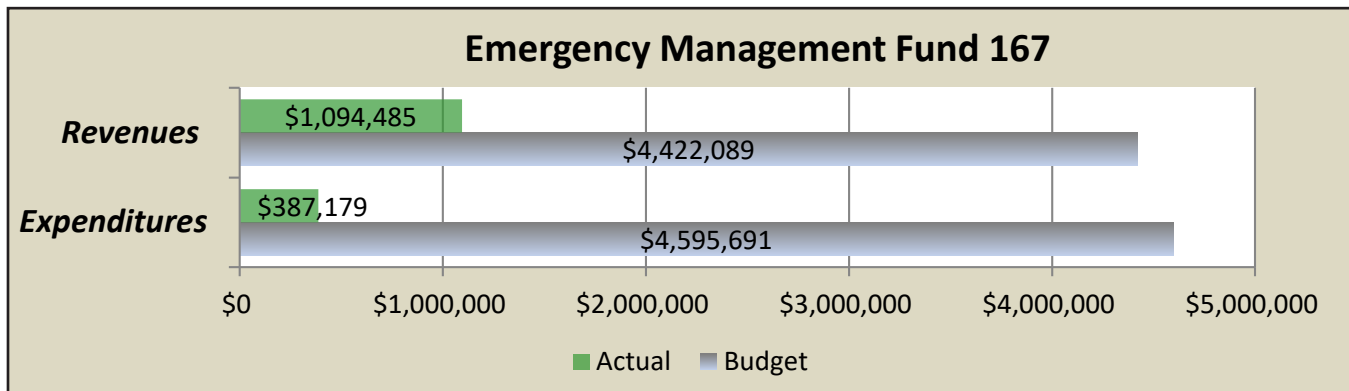 Emergency Management Fund 167
Revenues
$1,094,485
$4,422,089
Expenditures
$387,179
$4,595,691
$0 $1,000,000 $2,000,000 $3,000,000 $4,000,000 $5,000,000
Actual Budget